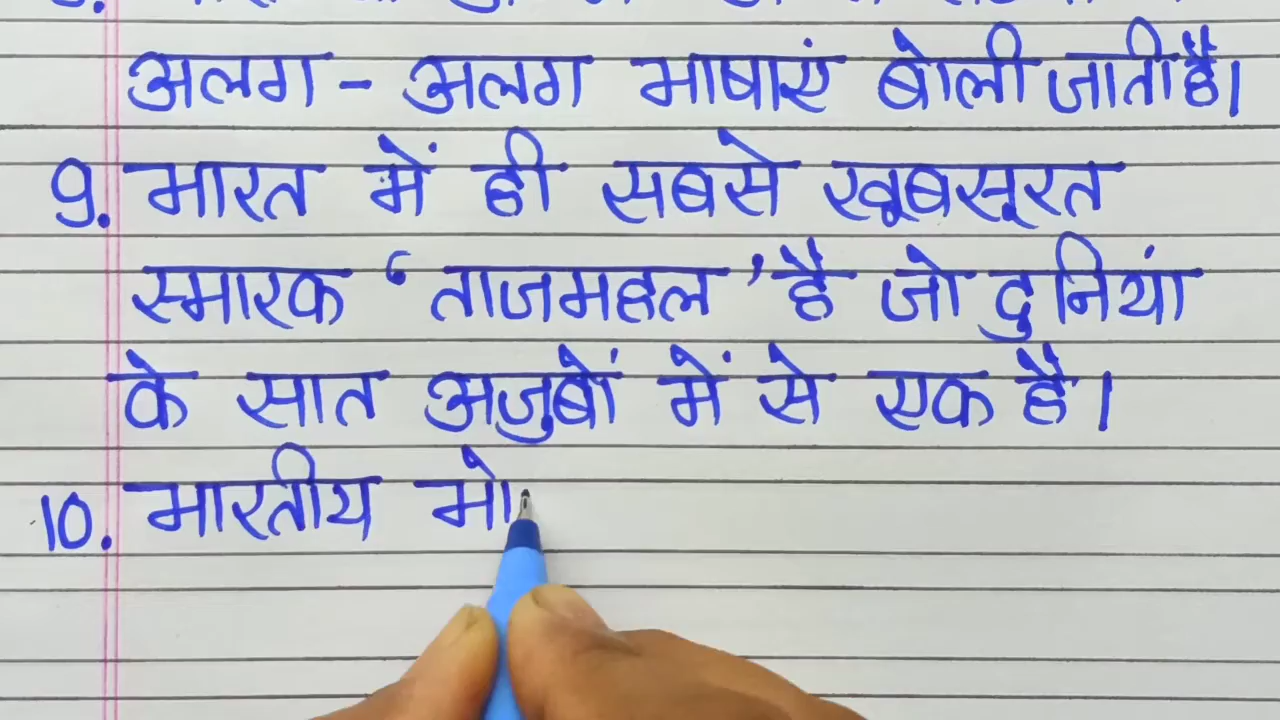 अलग - अलग भाषाएं बोली जाती है।
9. भारत में ही सबसे खूबसूरत
स्मारक ‘ताजमहल’ है जो दुनियां
के सात अजुबों में से एक है।
10. भारतीय भो